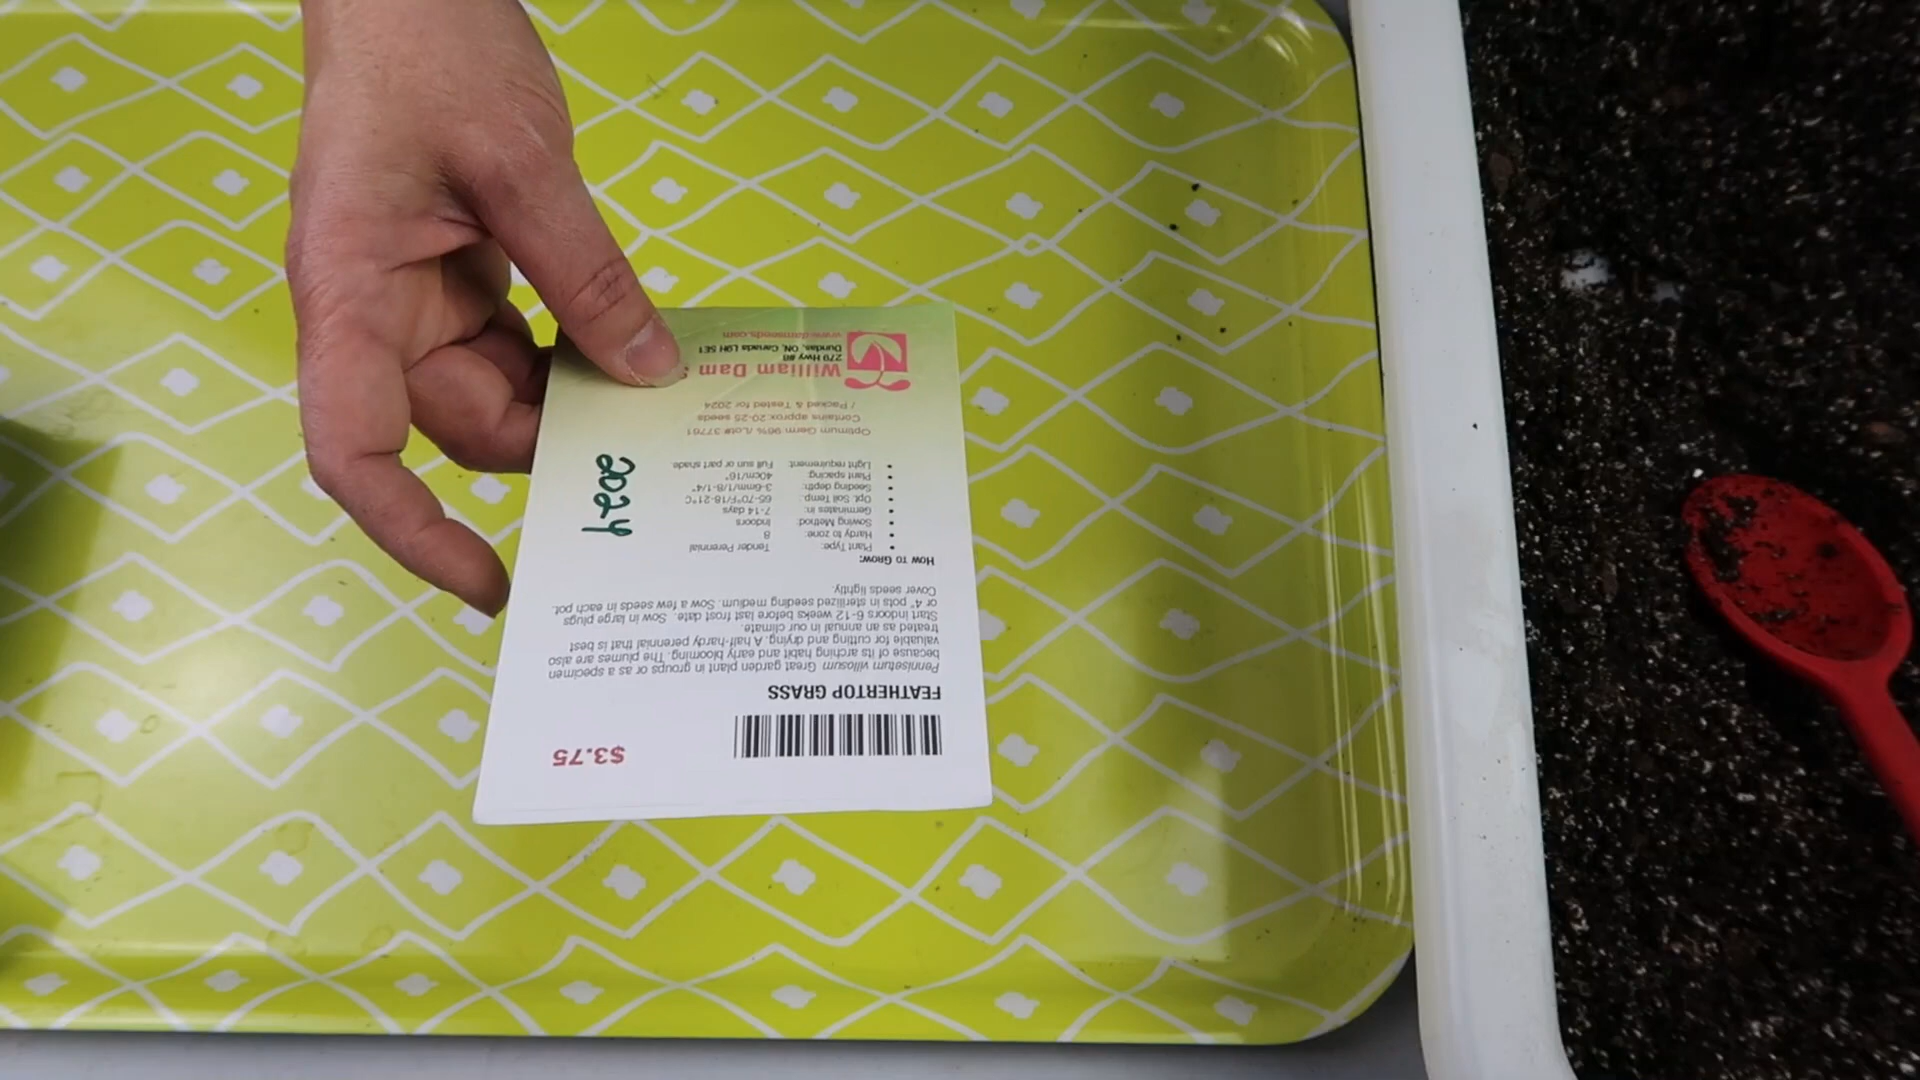 $3.75
FEATHERTOP GRASS
Pennisetum villosum Great garden plant in groups or as a specimen
because of its arching habit and early blooming. The plumes are also
valuable for cutting and drying. A half-hardy perennial that is best
treated as an annual in our climate.
Start indoors 6-12 weeks before last frost date. Sow in large plugs
or 4" pots in sterilized seeding medium. Sow a few seeds in each pot.
Cover seeds lightly.
HOW TO GROW:
• Plant Type: Tender Perennial
• Hardy to zone: 8
• Sowing Method: Indoors
• Germinates in: 7-14 days
• Opt. Soil Temp. 65-70°F/18-21°C
• Seeding depth: 3-6mm/1/8-1/4"
• Plant spacing: 40cm/16"
• Light requirement: Full sun or part shade
2024
Optimum Germ 96% /Lot# 37761
Contains approx 20-25 seeds
/ Packed & Tested for 2024
William Dam
279 Hwy #8
Dundas, ON, Canada L9H 5E1
www.damseeds.com